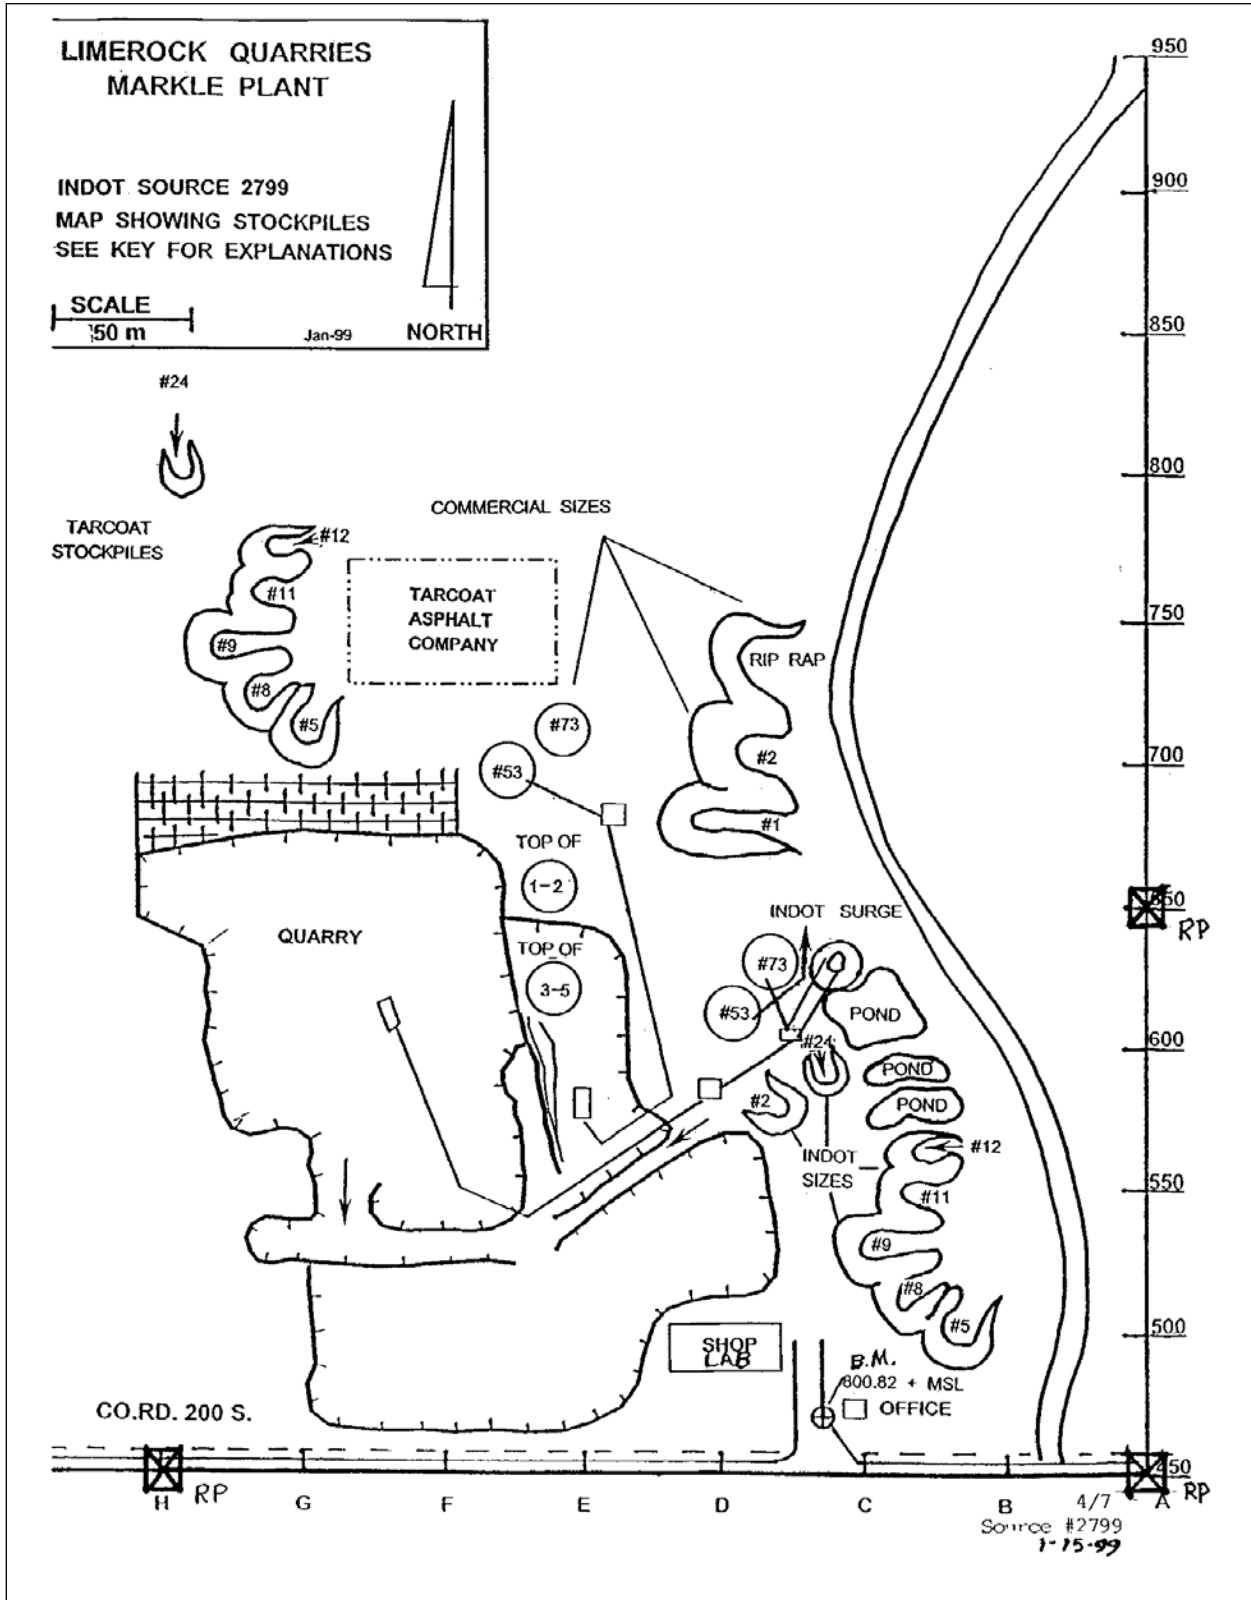 LIMEROCK QUARRIES
MARKLE PLANT
INDOT SOURCE 2799
MAP SHOWING STOCKPILES
SEE KEY FOR EXPLANATIONS
SCALE
50 m
Jan-99
NORTH
950
900
850
800
750
700
650
RP
600
550
500
450
#24
TARCOAT
STOCKPILES
#12
#11
#9
#8
#5
COMMERCIAL SIZES
TARCOAT
ASPHALT
COMPANY
RIP RAP
#2
#1
#73
#53
TOP OF
1-2
TOP OF
3-5
QUARRY
INDOT SURGE
#73
#53
POND
#24
POND
POND
#2
INDOT
SIZES
#12
#11
#9
#8
#5
SHOP
LAB
B.M.
800.82 + MSL
OFFICE
CO.RD. 200 S.
H RP G F E D C B A RP
4/7
Source #2799
1-15-99